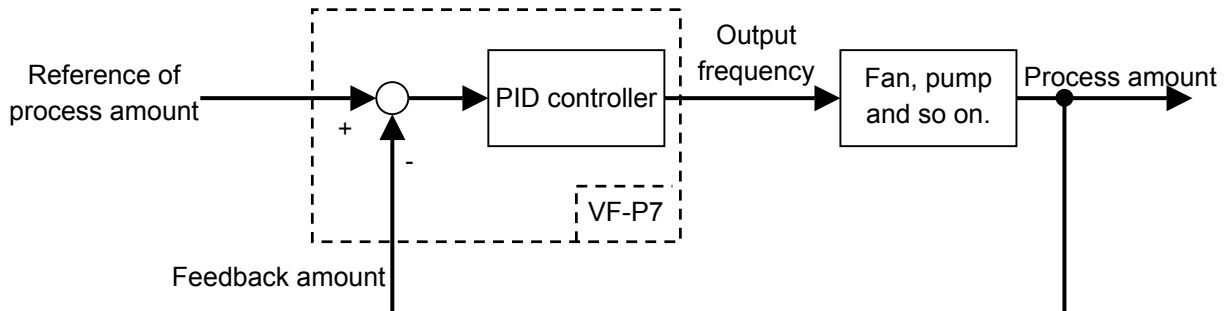 Reference of
process amount
+
-
PID controller
VF-P7
Output
frequency
Fan, pump
and so on.
Process amount
Feedback amount